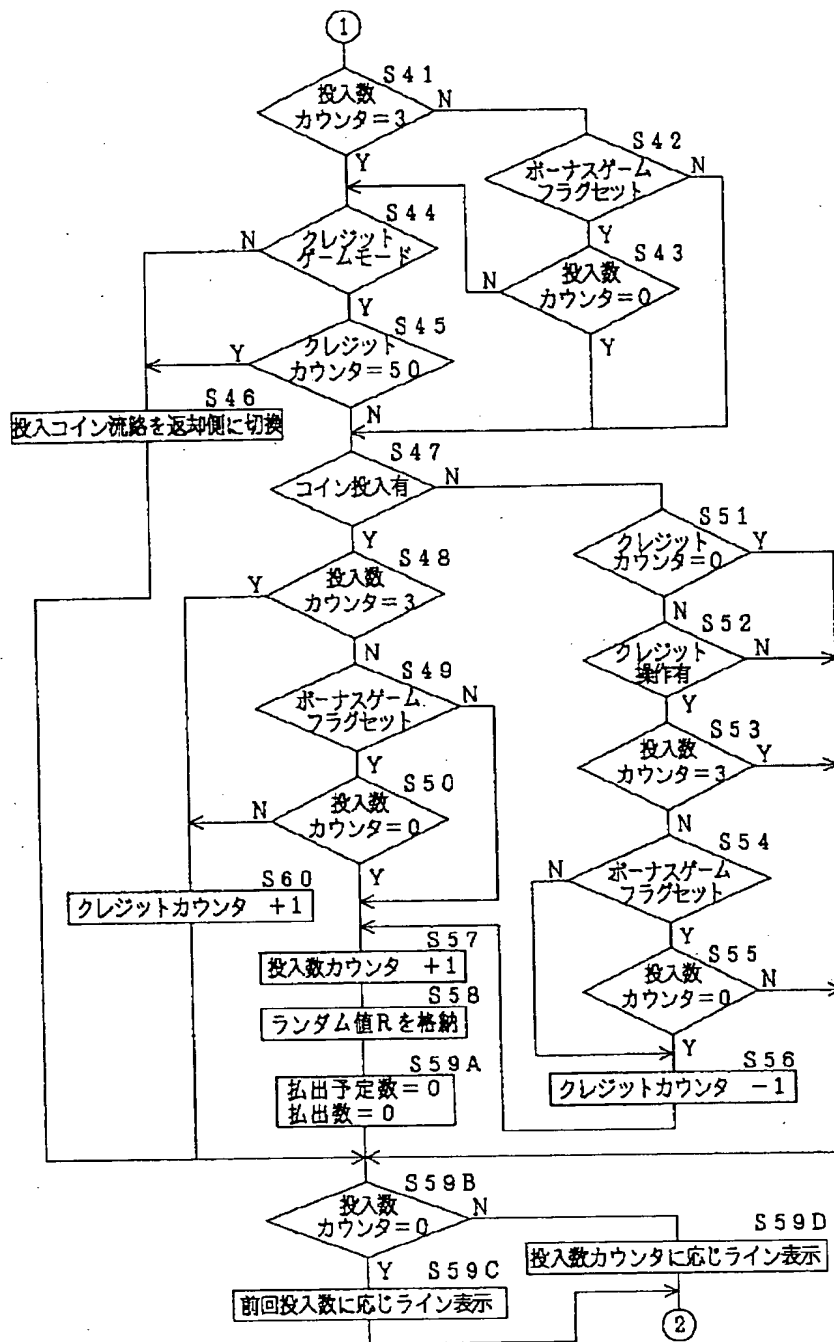 1
S41
投入数
カウンタ=3
N
Y
S42
ボーナスゲーム
フラグセット
N
Y
S43
投入数
カウンタ=0
N
Y
S44
クレジット
ゲームモード
N
Y
S45
クレジット
カウンタ=50
Y
N
S46
投入コイン流路を返却側に切換
S47
コイン投入有
N
Y
S48
投入数
カウンタ=3
Y
N
S49
ボーナスゲーム
フラグセット
N
Y
S50
投入数
カウンタ=0
N
Y
S51
クレジット
カウンタ=0
Y
N
S52
クレジット
操作有
N
Y
S53
投入数
カウンタ=3
Y
N
S54
ボーナスゲーム
フラグセット
N
Y
S55
投入数
カウンタ=0
N
Y
S56
クレジットカウンタ -1
S60
クレジットカウンタ +1
S57
投入数カウンタ +1
S58
ランダム値Rを格納
S59A
払出予定数=0
払出数=0
S59B
投入数
カウンタ=0
N
Y
S59C
前回投入数に応じライン表示
S59D
投入数カウンタに応じライン表示
2